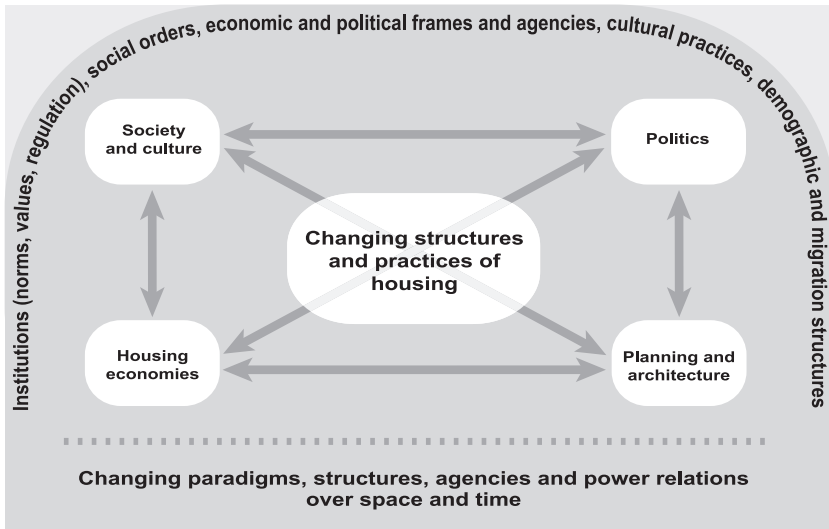 Institutions (norms, values, regulation), social orders, economic and political frames and agencies, cultural practices, demographic and migration structures
Society
and culture
Politics
Changing structures
and practices of
housing
Housing
economies
Planning and
architecture
Changing paradigms, structures, agencies and power relations
over space and time